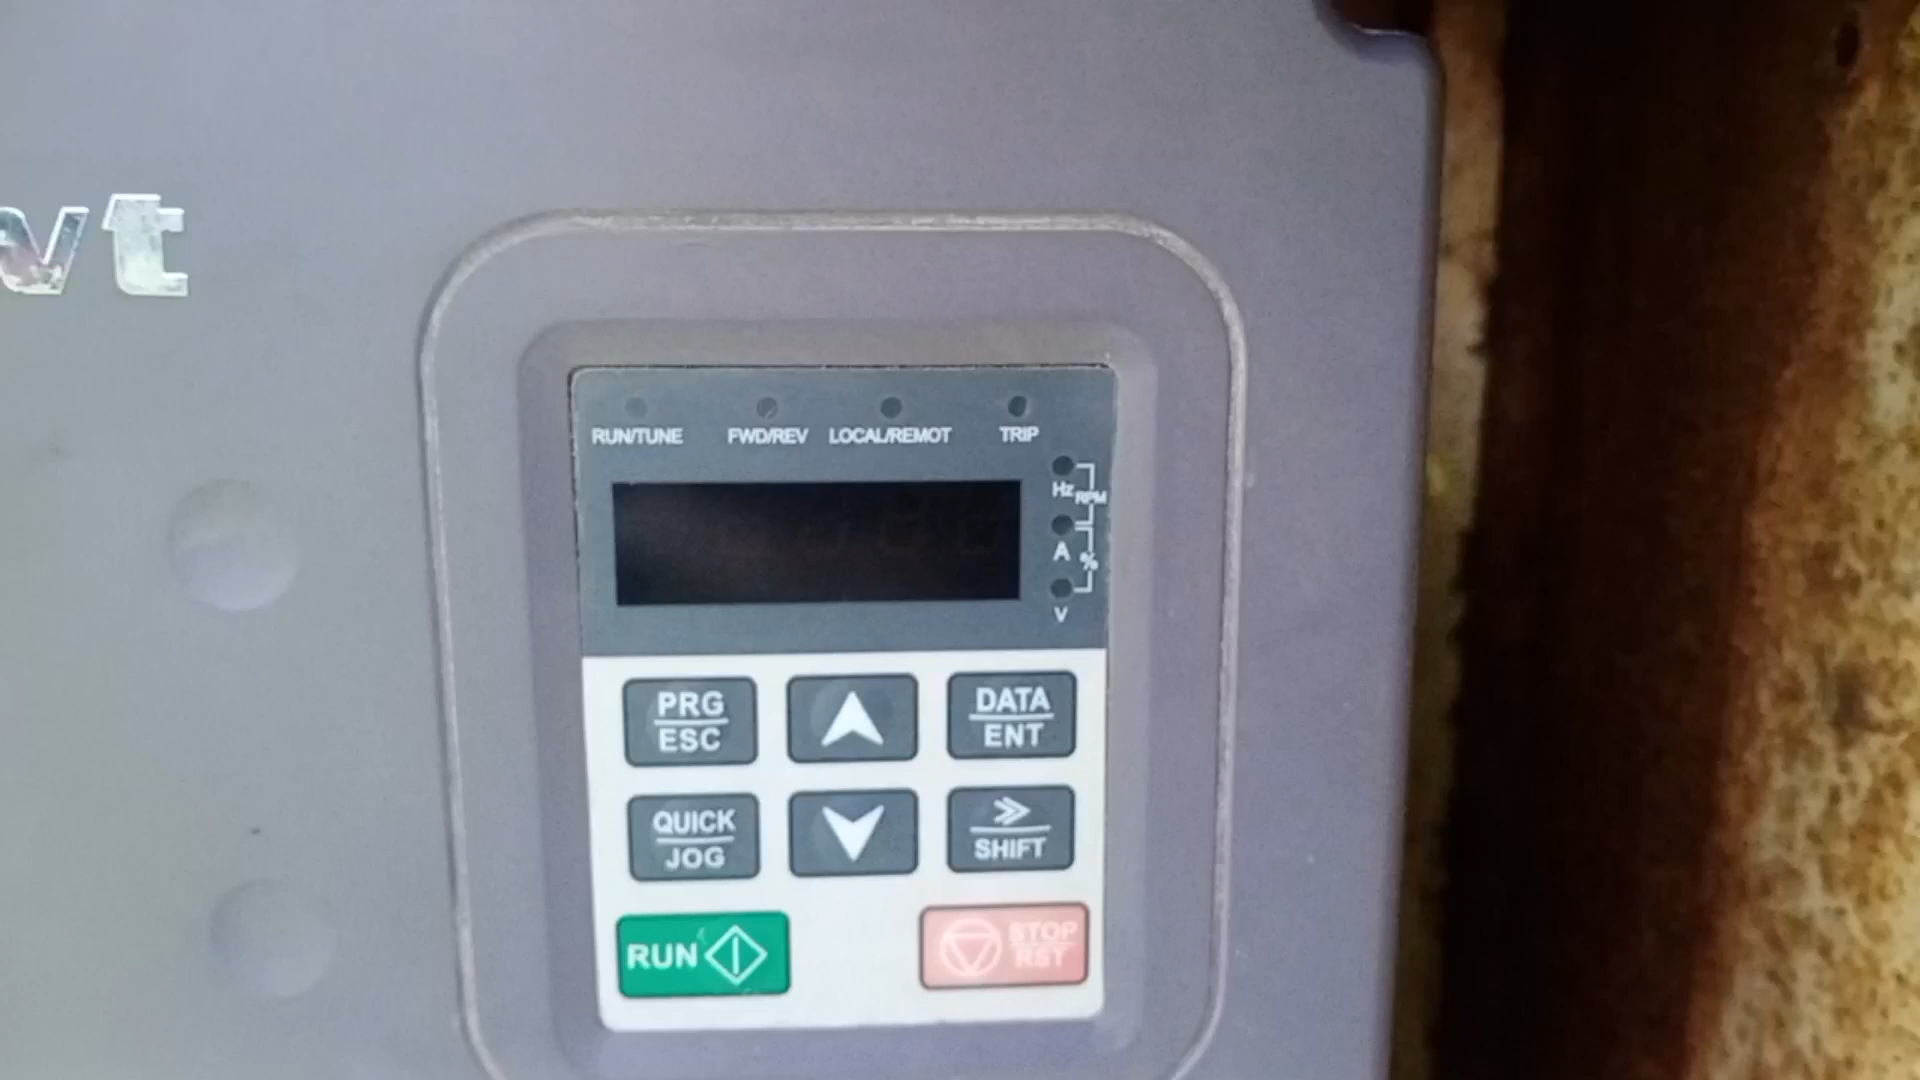 vt
RUN/TUNE FWD/REV LOCAL/REMOT TRIP
Hz RPM
A %
V
PRG
ESC
DATA
ENT
QUICK
JOG
SHIFT
RUN
STOP
RST